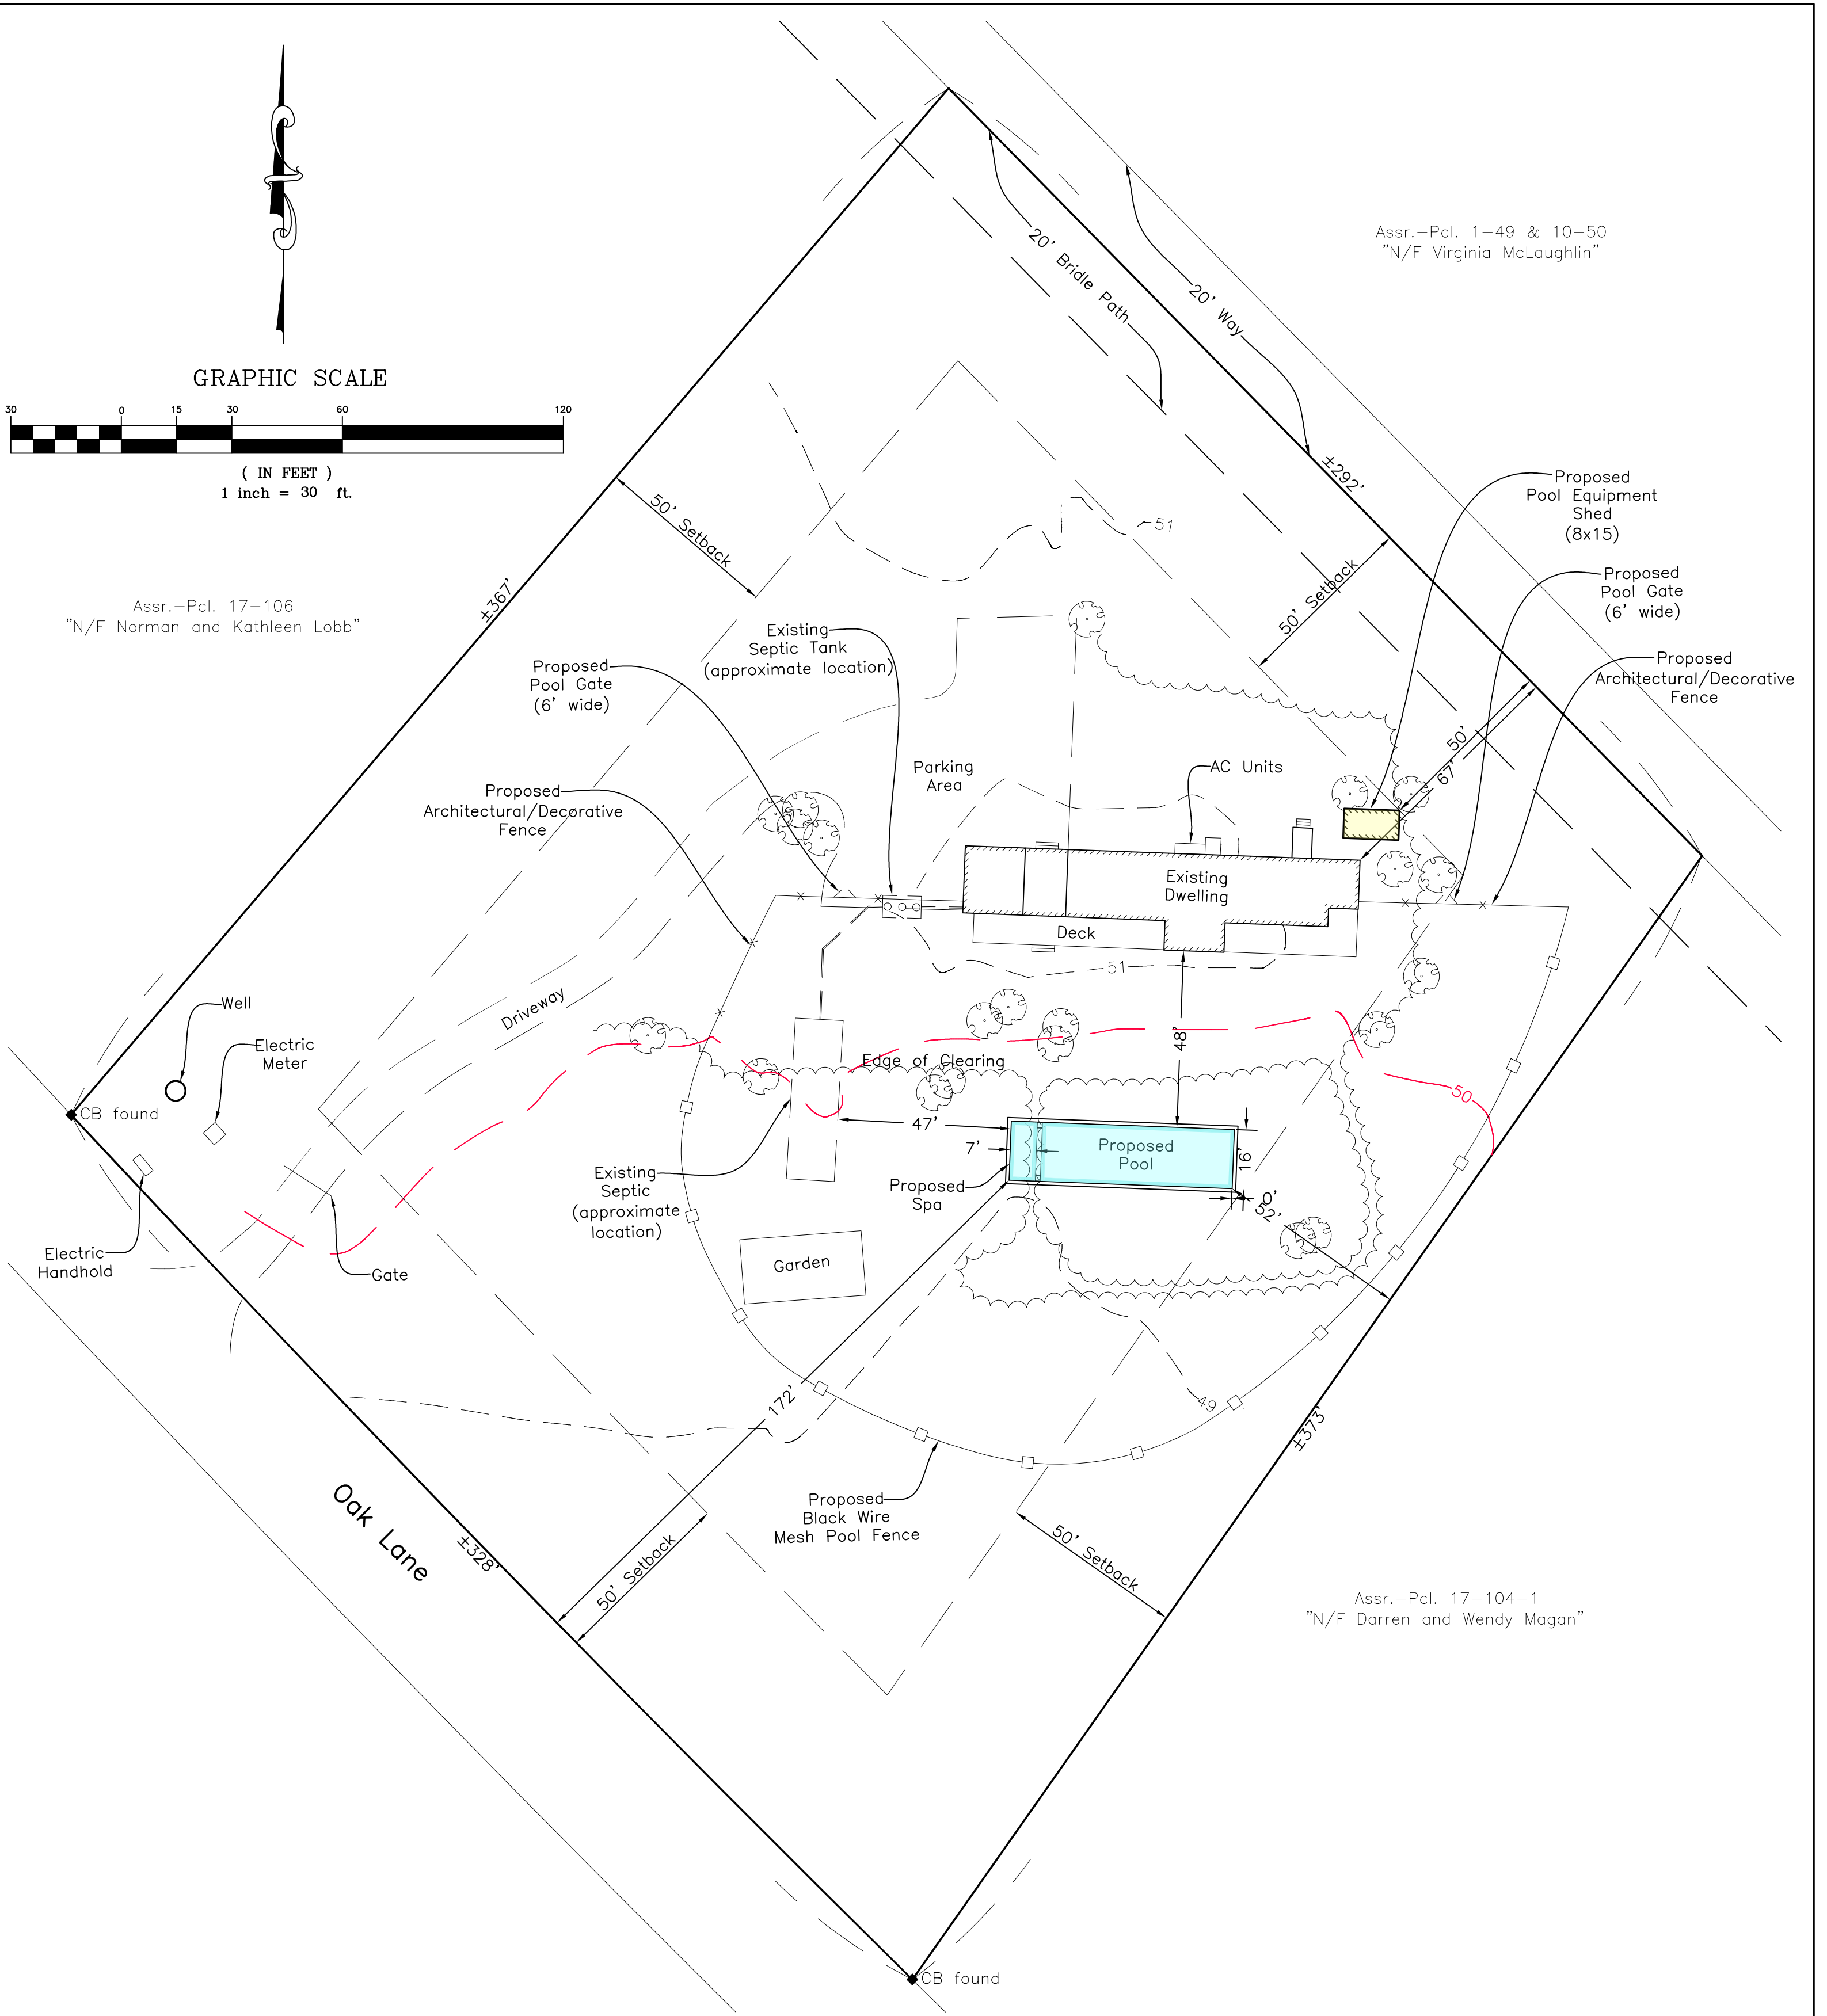 20' Bridle Path
20' Way
Assr.-Pcl. 1-49 & 10-50
"N/F Virginia McLaughlin"
GRAPHIC SCALE
30 0 15 30 60 120
( IN FEET )
1 inch = 30 ft.
±292'
Proposed
Pool Equipment
Shed
(8x15)
50' Setback
51
Proposed
Pool Gate
(6' wide)
50' Setback
±367'
Assr.-Pcl. 17-106
"N/F Norman and Kathleen Lobb"
Existing
Septic Tank
(approximate location)
Proposed
Pool Gate
(6' wide)
Proposed
Architectural/Decorative
Fence
50'
67'
Parking
Area
AC Units
Proposed
Architectural/Decorative
Fence
Existing
Dwelling
Deck
51
Well
Driveway
Electric
Meter
48'
Edge of Clearing
50
CB found
47'
7'
Proposed
Pool
16'
Existing
Septic
(approximate
location)
Proposed
Spa
0'
52'
Electric
Handhold
Gate
Garden
172'
49
±373'
Proposed
Black Wire
Mesh Pool Fence
Oak Lane
±328'
50' Setback
50' Setback
Assr.-Pcl. 17-104-1
"N/F Darren and Wendy Magan"
CB found